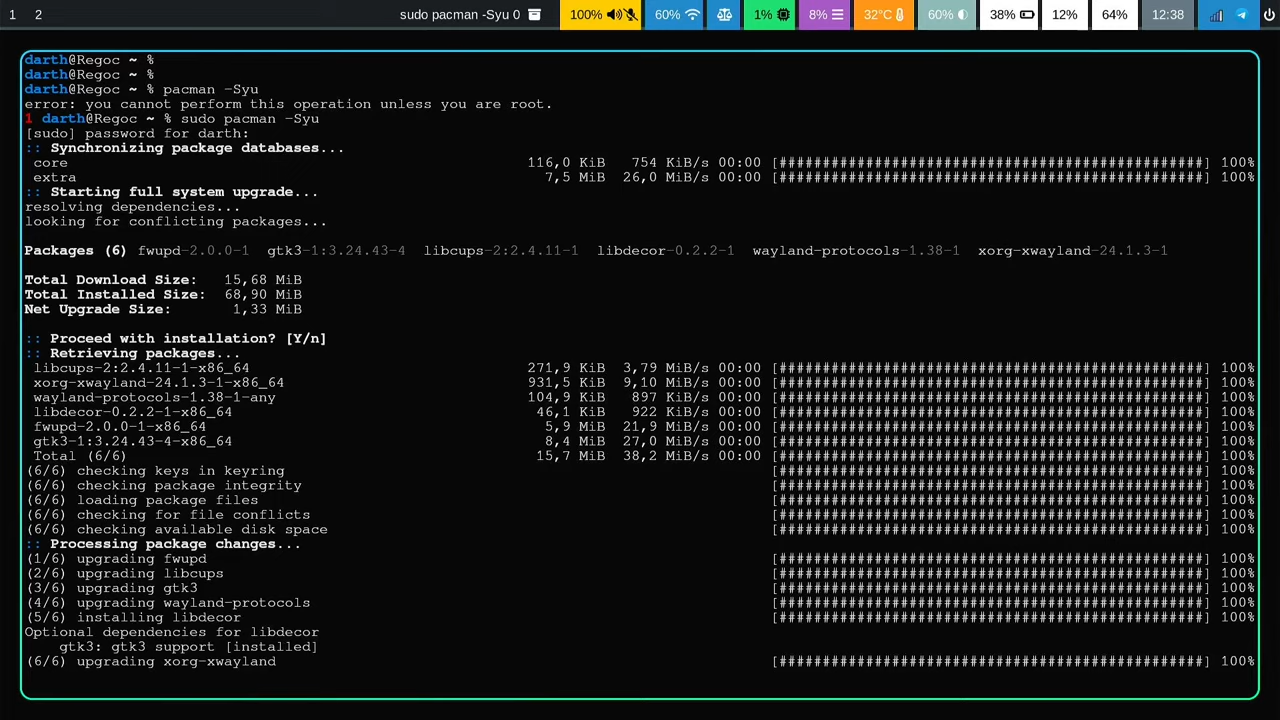 1 2 sudo pacman -Syu 0 100% 60% 1% 8% 32°C 60% 38% 12% 64% 12:38
darth@Regoc ~ %
darth@Regoc ~ %
darth@Regoc ~ % pacman -Syu
error: you cannot perform this operation unless you are root.
1 darth@Regoc ~ % sudo pacman -Syu
[sudo] password for darth:
:: Synchronizing package databases...
core 116,0 KiB 754 KiB/s 00:00 [##################################################] 100%
extra 7,5 MiB 26,0 MiB/s 00:00 [##################################################] 100%
:: Starting full system upgrade...
resolving dependencies...
looking for conflicting packages...
Packages (6) fwupd-2.0.0-1 gtk3-1:3.24.43-4 libcups-2:2.4.11-1 libdecor-0.2.2-1 wayland-protocols-1.38-1 xorg-xwayland-24.1.3-1
Total Download Size: 15,68 MiB
Total Installed Size: 68,90 MiB
Net Upgrade Size: 1,33 MiB
:: Proceed with installation? [Y/n]
:: Retrieving packages...
libcups-2:2.4.11-1-x86_64 271,9 KiB 3,79 MiB/s 00:00 [##################################################] 100%
xorg-xwayland-24.1.3-1-x86_64 931,5 KiB 9,10 MiB/s 00:00 [##################################################] 100%
wayland-protocols-1.38-1-any 104,9 KiB 897 KiB/s 00:00 [##################################################] 100%
libdecor-0.2.2-1-x86_64 46,1 KiB 922 KiB/s 00:00 [##################################################] 100%
fwupd-2.0.0-1-x86_64 5,9 MiB 21,9 MiB/s 00:00 [##################################################] 100%
gtk3-1:3.24.43-4-x86_64 8,4 MiB 27,0 MiB/s 00:00 [##################################################] 100%
Total (6/6) 15,7 MiB 38,2 MiB/s 00:00 [##################################################] 100%
(6/6) checking keys in keyring [##################################################] 100%
(6/6) checking package integrity [##################################################] 100%
(6/6) loading package files [##################################################] 100%
(6/6) checking for file conflicts [##################################################] 100%
(6/6) checking available disk space [##################################################] 100%
:: Processing package changes...
(1/6) upgrading fwupd [##################################################] 100%
(2/6) upgrading libcups [##################################################] 100%
(3/6) upgrading gtk3 [##################################################] 100%
(4/6) upgrading wayland-protocols [##################################################] 100%
(5/6) installing libdecor [##################################################] 100%
Optional dependencies for libdecor
gtk3: gtk3 support [installed]
(6/6) upgrading xorg-xwayland [##################################################] 100%